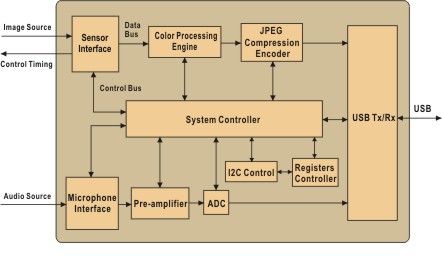 Image Source
Control Timing
Sensor
Interface
Data
Bus
Color Processing
Engine
JPEG
Compression
Encoder
Control Bus
System Controller
USB Tx/Rx
USB
I2C Control
Registers
Controller
Audio Source
Microphone
Interface
Pre-amplifier
ADC